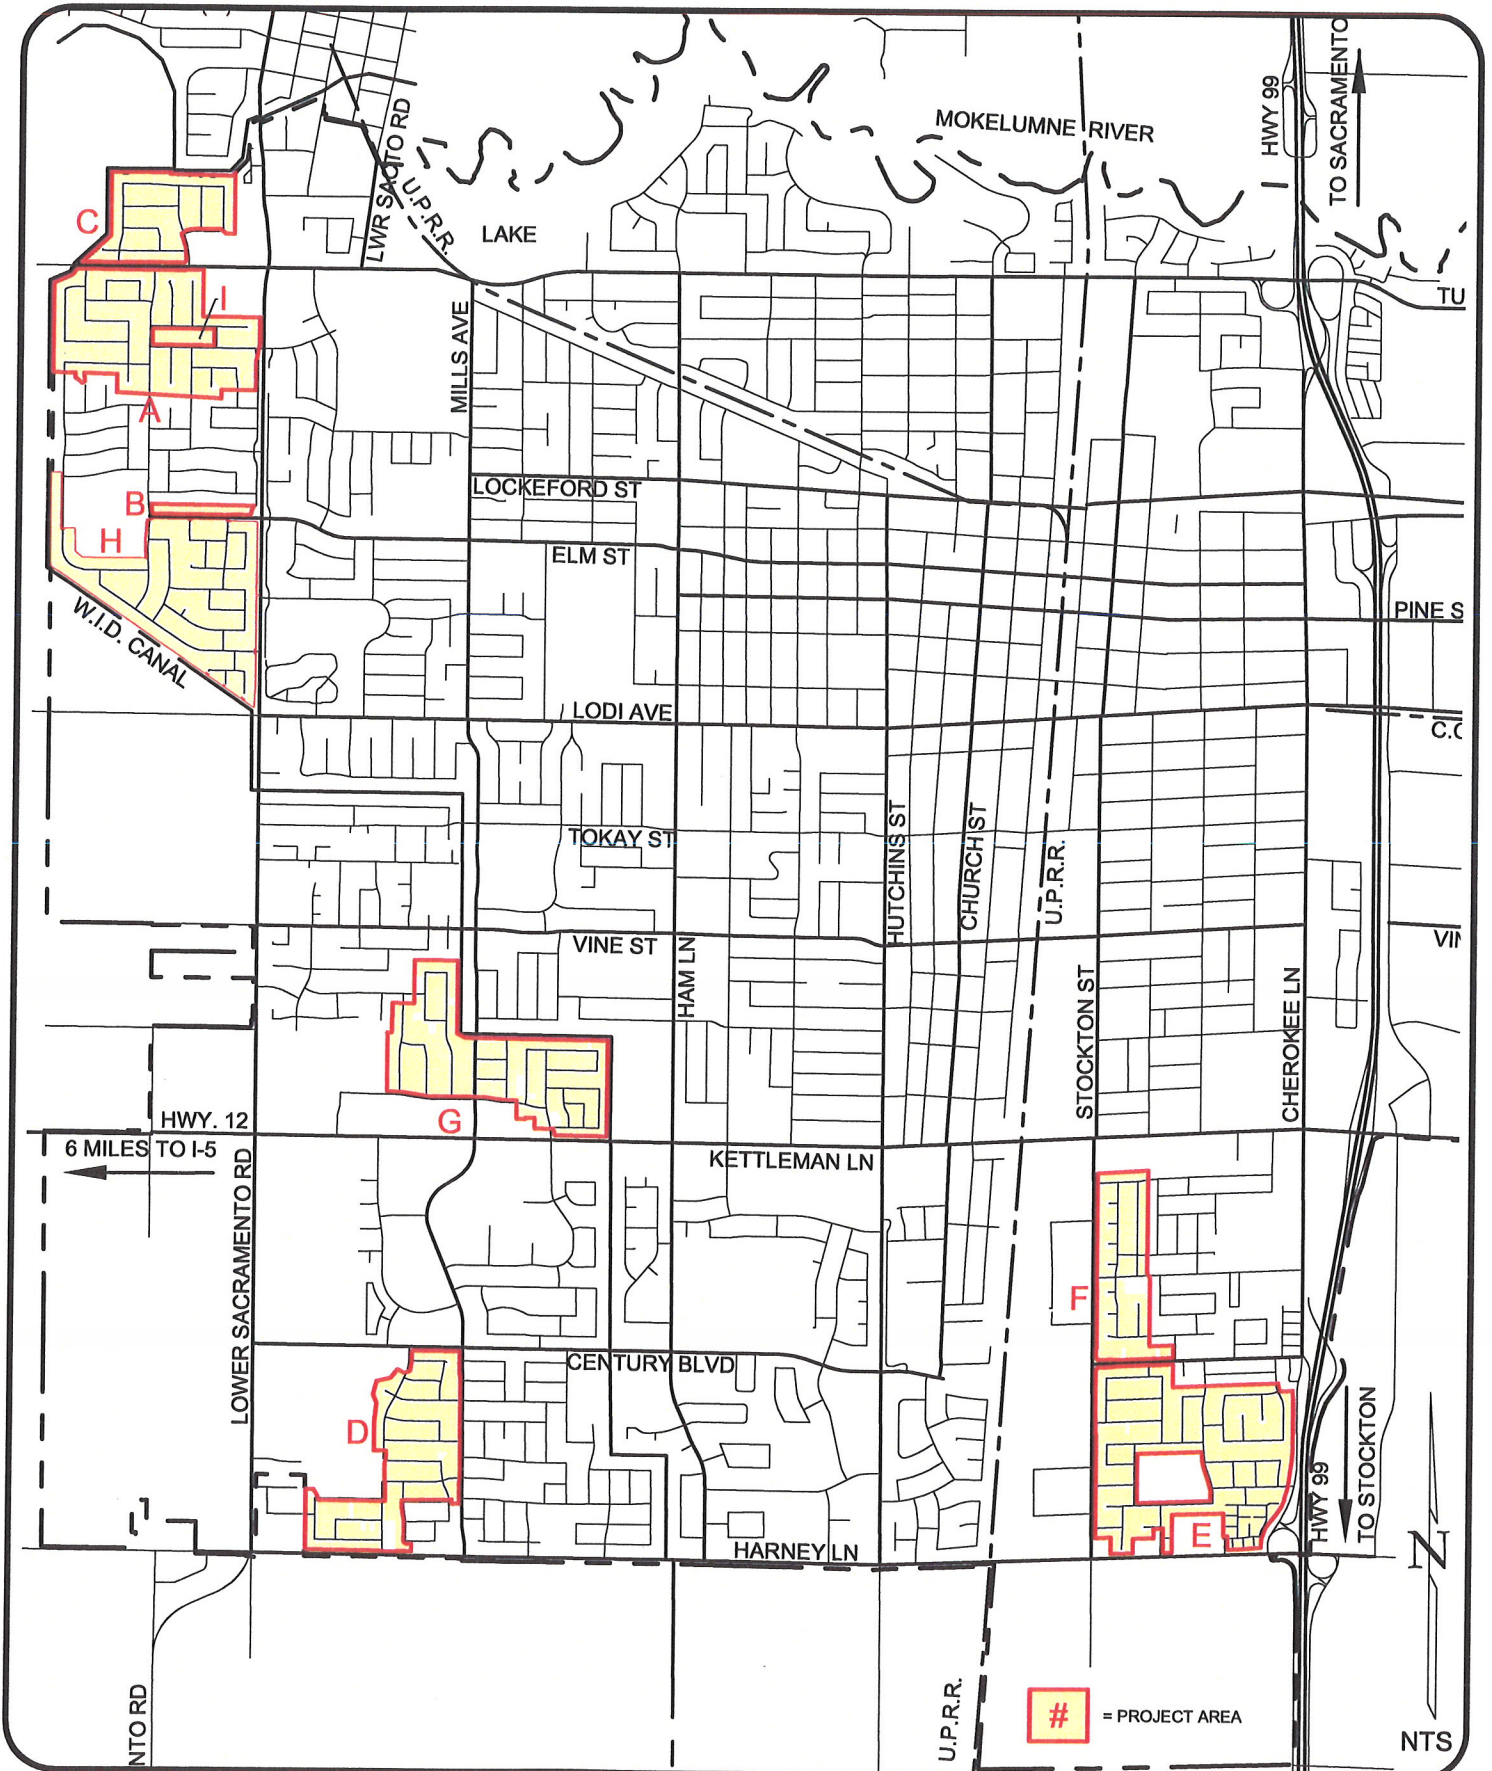 MOKELUMNE RIVER
HWY 99
TO SACRAMENTO
LWR SACTO RD
U.P.R.R.
LAKE
C
I
TU
MILLS AVE
A
LOCKEFORD ST
B
H
ELM ST
W.I.D. CANAL
PINE S
LODI AVE
C.C
TOKAY ST
HUTCHINS ST
CHURCH ST
U.P.R.R.
VINE ST
HAM LN
VIN
STOCKTON ST
CHEROKEE LN
HWY. 12
G
6 MILES TO I-5
KETTLEMAN LN
LOWER SACRAMENTO RD
F
CENTURY BLVD
D
HWY 99
TO STOCKTON
E
HARNEY LN
N
NTO RD
U.P.R.R.
# = PROJECT AREA
NTS